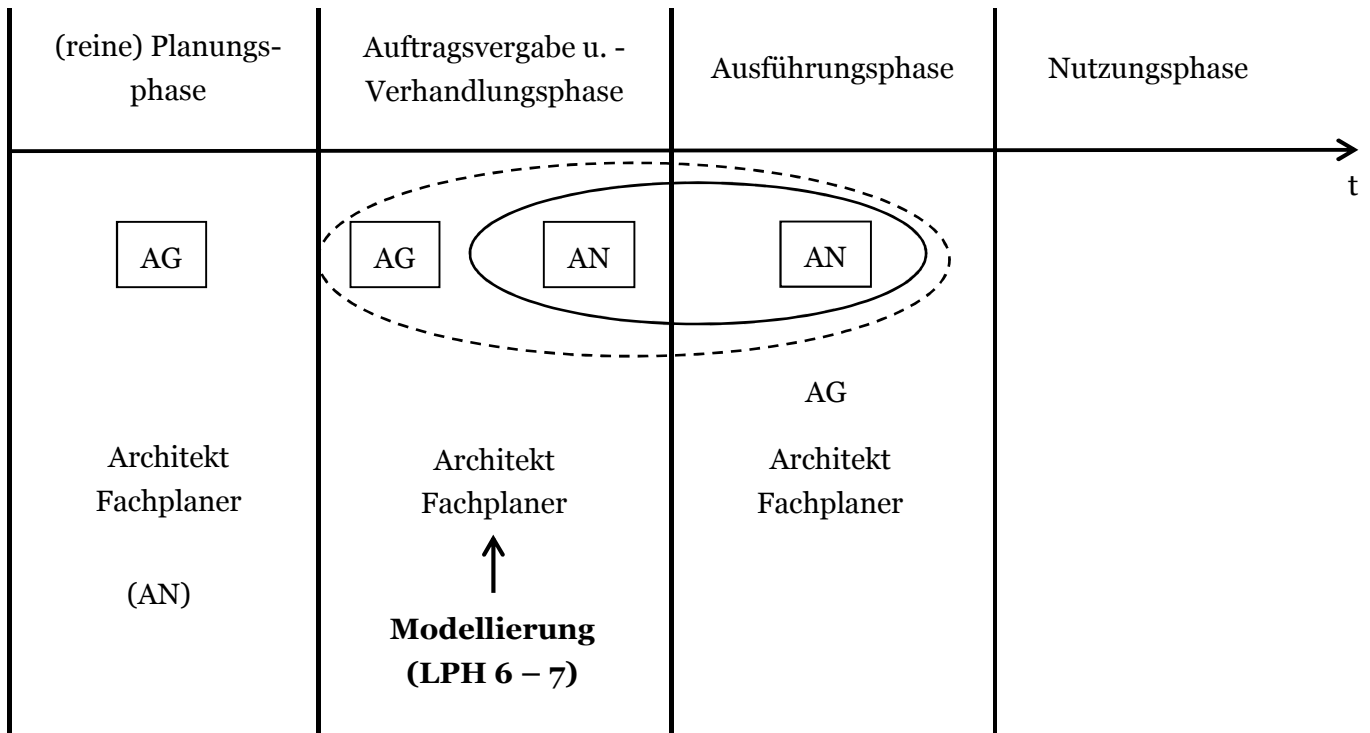 (reine) Planungs-
phase
Auftragsvergabe u. -
Verhandlungsphase
Ausführungsphase
Nutzungsphase
t
AG
AG
AN
AN
AG
Architekt
Fachplaner
Architekt
Fachplaner
Architekt
Fachplaner
(AN)
Modellierung
(LPH 6 – 7)